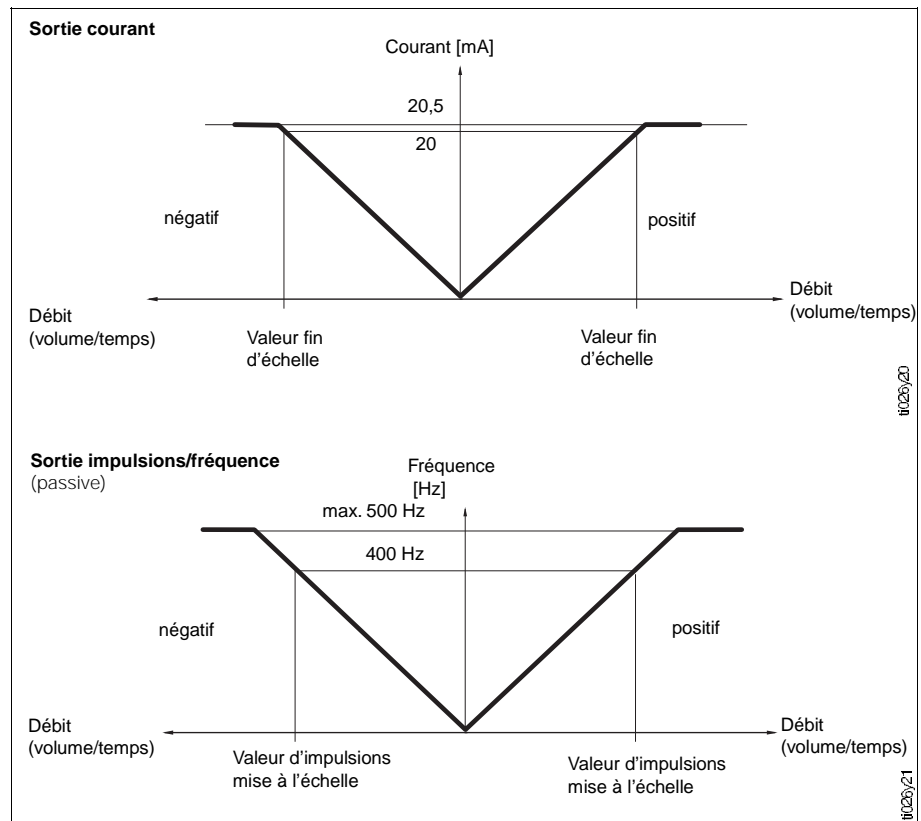 Sortie courant
Courant [mA]
20,5
20
négatif
positif
Débit
(volume/temps)
Débit
(volume/temps)
Valeur fin
d'échelle
Valeur fin
d'échelle
ti026y20
Sortie impulsions/fréquence
(passive)
Fréquence
[Hz]
max. 500 Hz
400 Hz
négatif
positif
Débit
(volume/temps)
Débit
(volume/temps)
Valeur d'impulsions
mise à l'échelle
Valeur d'impulsions
mise à l'échelle
ti026y21